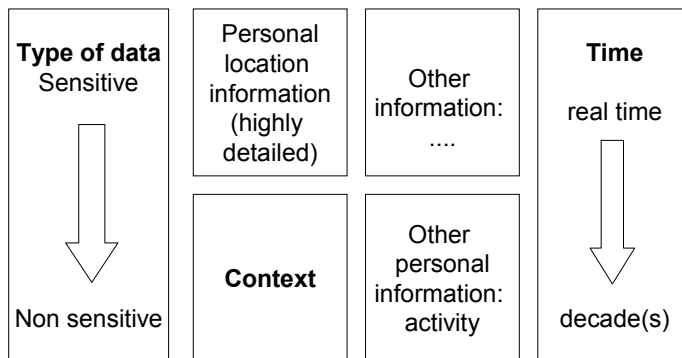 Type of data
Sensitive
Non sensitive
Personal
location
information
(highly
detailed)
Other
information:
....
Context
Other
personal
information:
activity
Time
real time
decade(s)